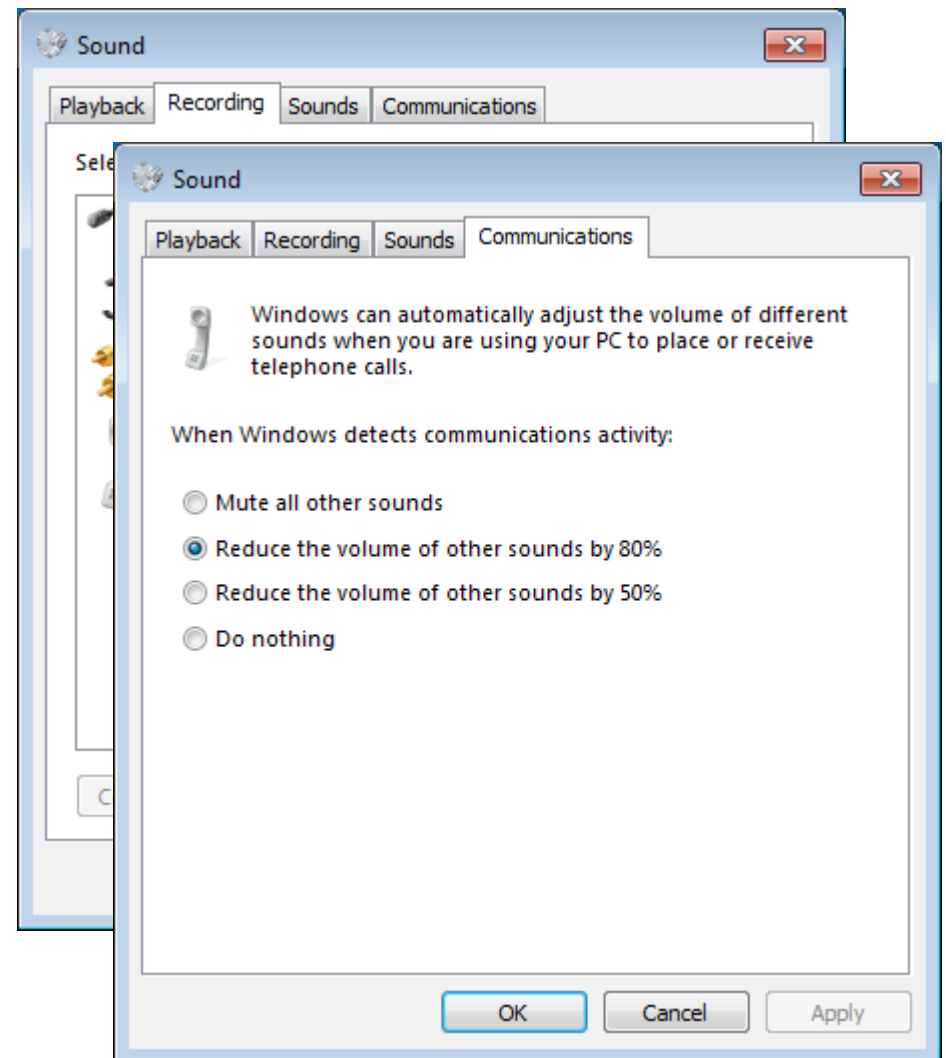 Sound
Playback Recording Sounds Communications
Sele
C
Sound
Playback Recording Sounds Communications
Windows can automatically adjust the volume of different
sounds when you are using your PC to place or receive
telephone calls.
When Windows detects communications activity:
Mute all other sounds
Reduce the volume of other sounds by 80%
Reduce the volume of other sounds by 50%
Do nothing
OK Cancel Apply